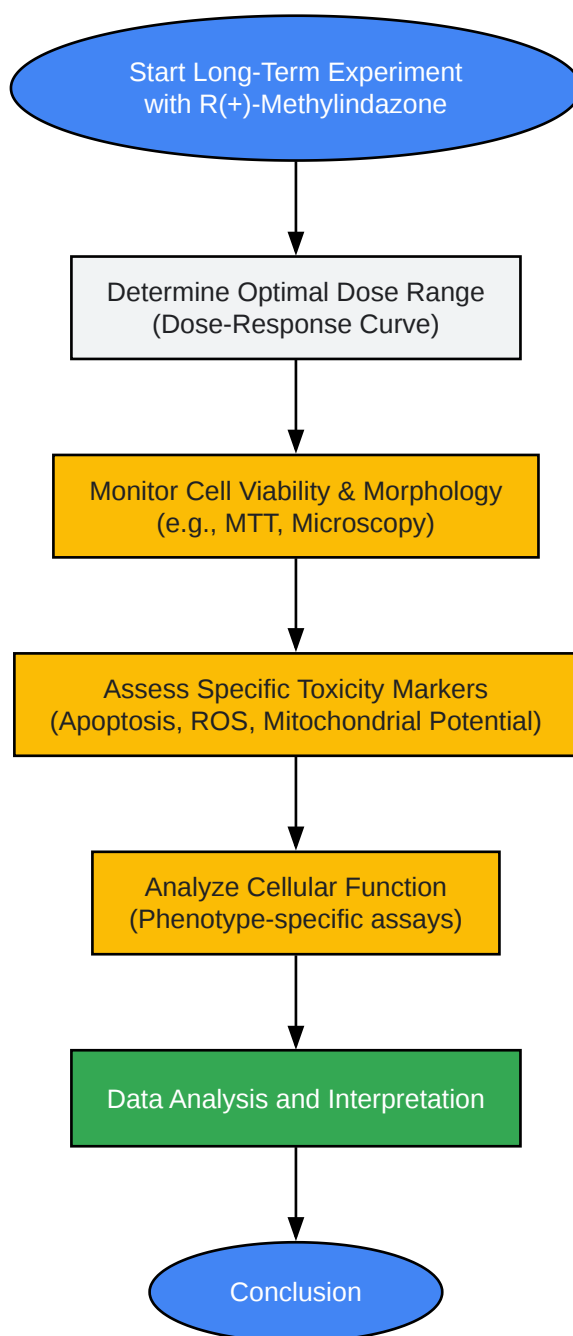 Start Long-Term Experiment
with R(+)-Methylindazone
Determine Optimal Dose Range
(Dose-Response Curve)
Monitor Cell Viability & Morphology
(e.g., MTT, Microscopy)
Assess Specific Toxicity Markers
(Apoptosis, ROS, Mitochondrial Potential)
Analyze Cellular Function
(Phenotype-specific assays)
Data Analysis and Interpretation
Conclusion